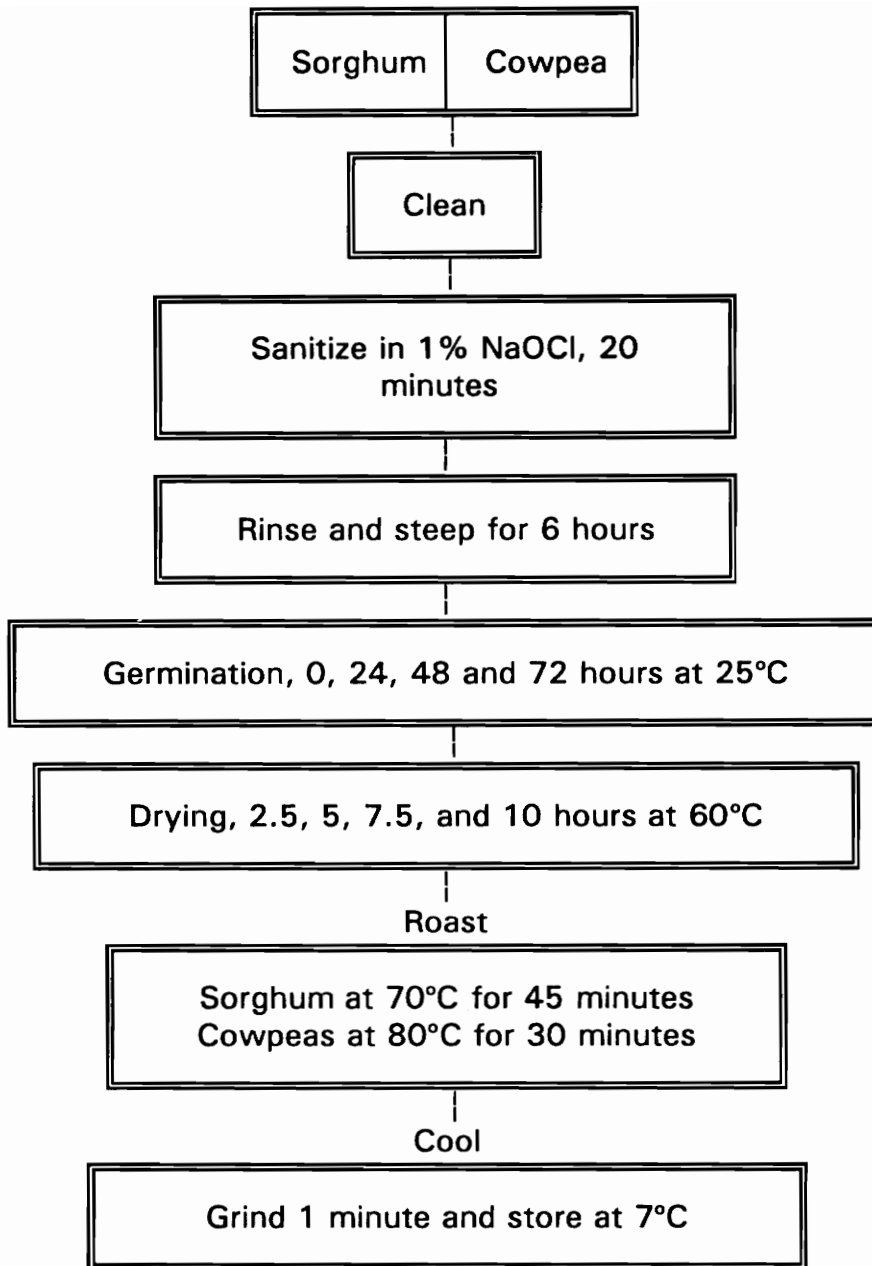 Sorghum Cowpea
Clean
Sanitize in 1% NaOCl, 20
minutes
Rinse and steep for 6 hours
Germination, 0, 24, 48 and 72 hours at 25°C
Drying, 2.5, 5, 7.5, and 10 hours at 60°C
Roast
Sorghum at 70°C for 45 minutes
Cowpeas at 80°C for 30 minutes
Cool
Grind 1 minute and store at 7°C